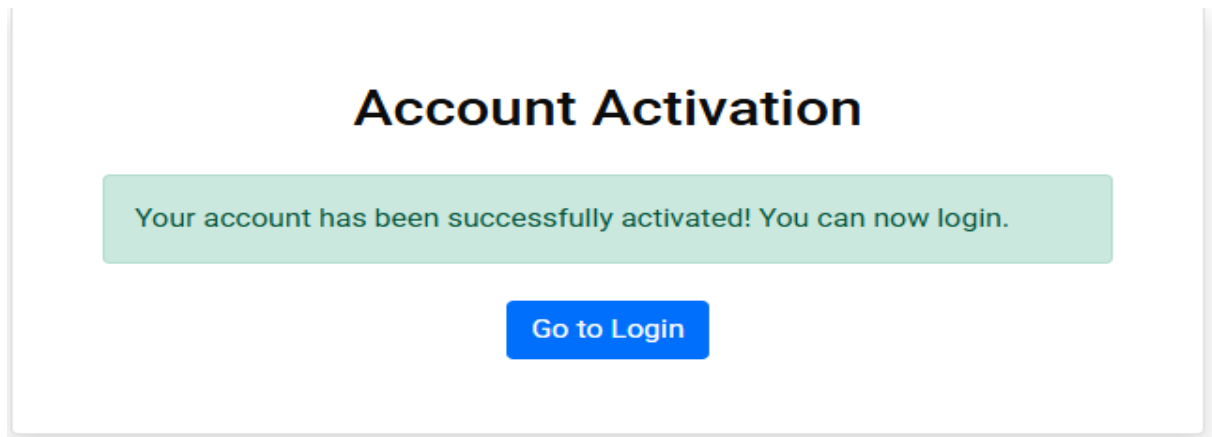 Account Activation
Your account has been successfully activated! You can now login.
Go to Login